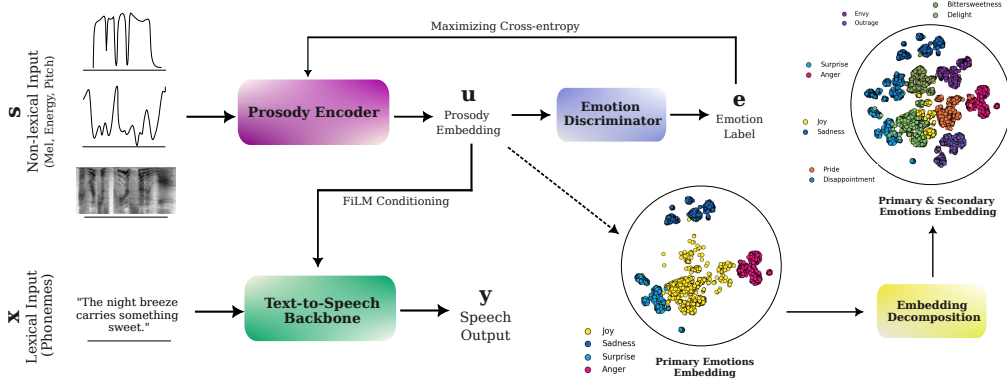 Maximizing Cross-entropy
s
Non-lexical Input
(Mel, Energy, Pitch)
Prosody Encoder
u
Prosody
Embedding
Emotion
Discriminator
e
Emotion
Label
FiLM Conditioning
x
Lexical Input
(Phonemes)
"The night breeze
carries something
sweet."
Text-to-Speech
Backbone
y
Speech
Output
Joy
Sadness
Surprise
Anger
Primary Emotions
Embedding
Embedding
Decomposition
Envy
Outrage
Bittersweetness
Delight
Surprise
Anger
Joy
Sadness
Pride
Disappointment
Primary & Secondary
Emotions Embedding